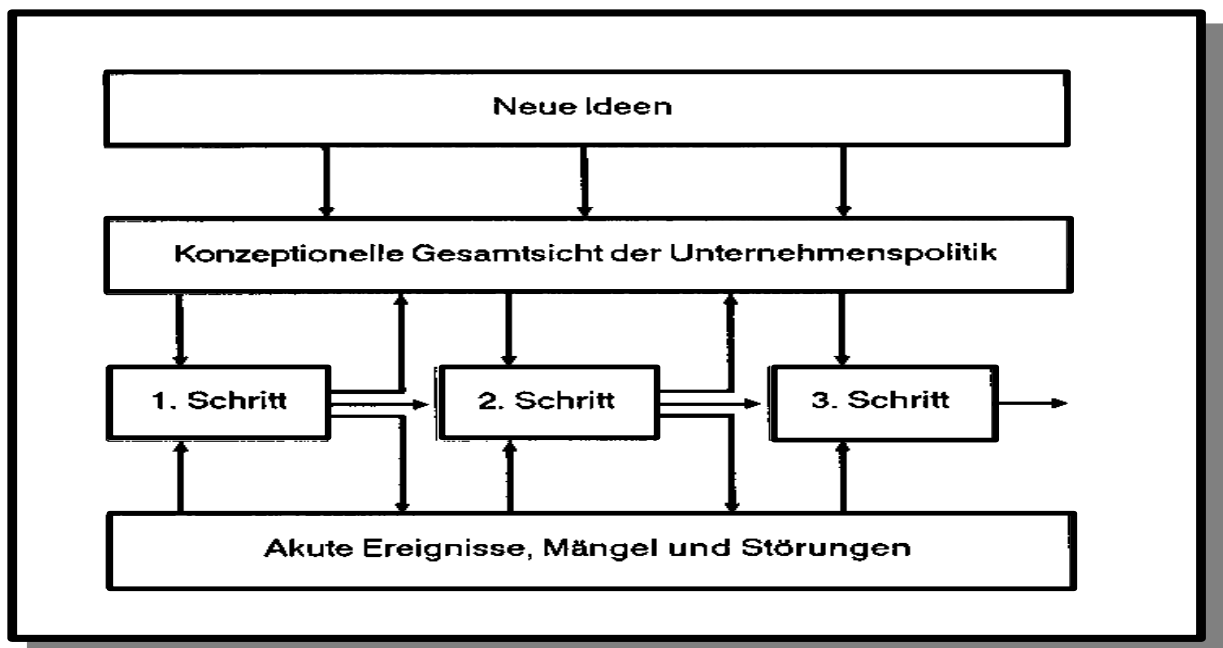 Neue Ideen
Konzeptionelle Gesamtsicht der Unternehmenspolitik
1. Schritt
2. Schritt
3. Schritt
Akute Ereignisse, Mängel und Störungen